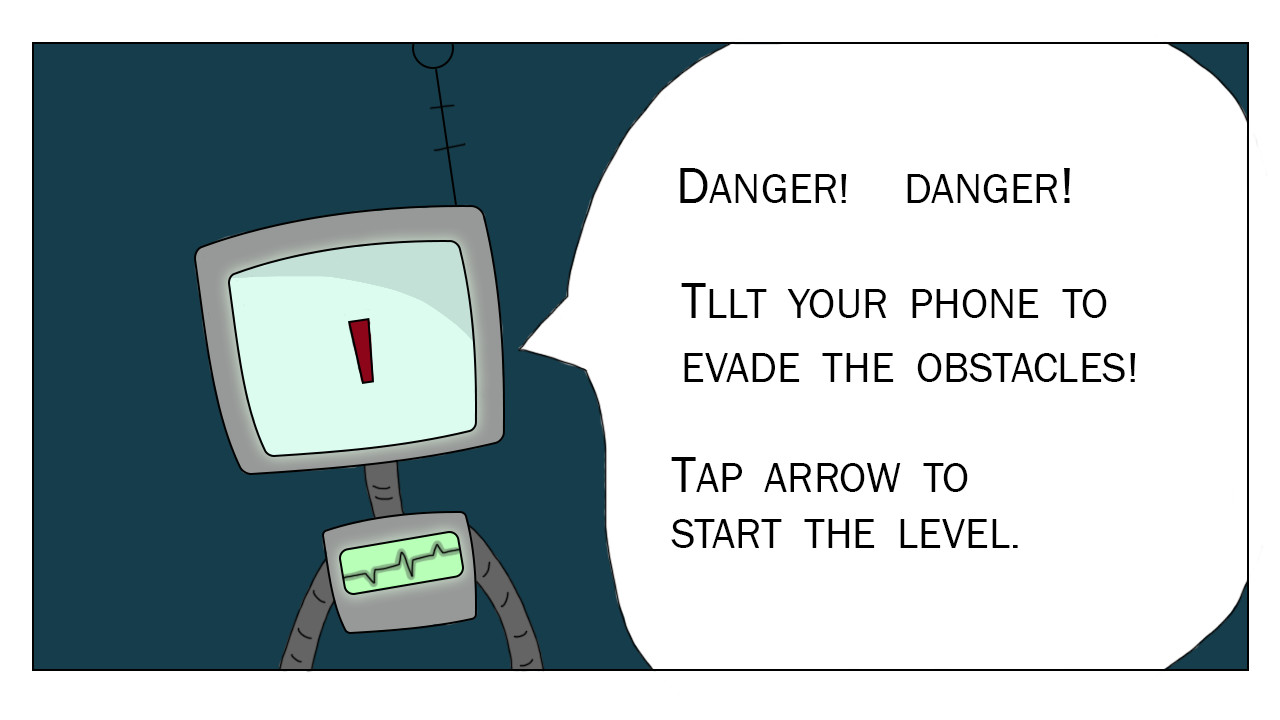 DANGER! DANGER!
TLLT YOUR PHONE TO
EVADE THE OBSTACLES!
TAP ARROW TO
START THE LEVEL.